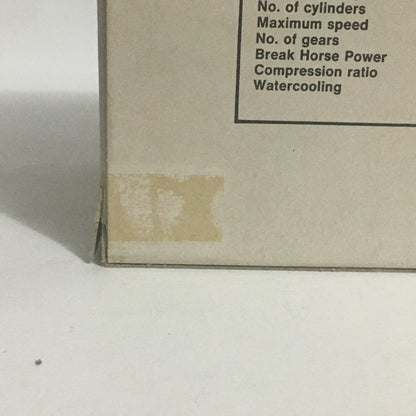 No. of cylinders
Maximum speed
No. of gears
Break Horse Power
Compression ratio
Watercooling